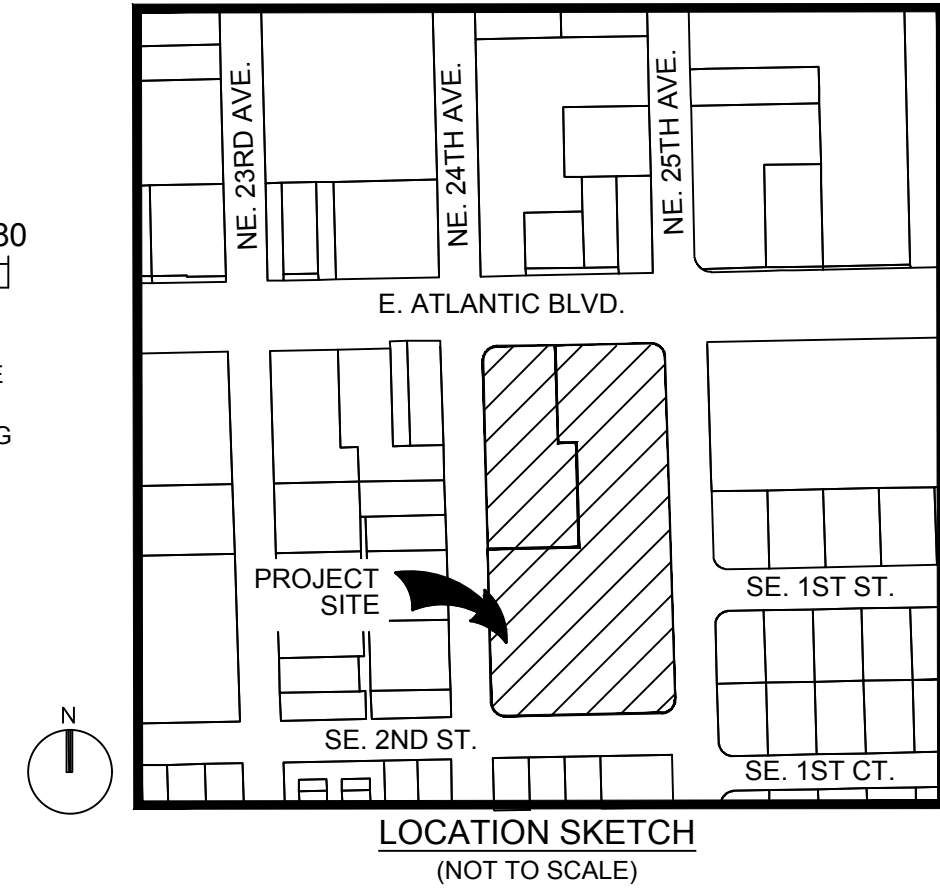 NE. 23RD AVE.
NE. 24TH AVE.
NE. 25TH AVE.
30
E. ATLANTIC BLVD.
E
G
PROJECT
SITE
SE. 1ST ST.
N
SE. 2ND ST.
SE. 1ST CT.
LOCATION SKETCH
(NOT TO SCALE)